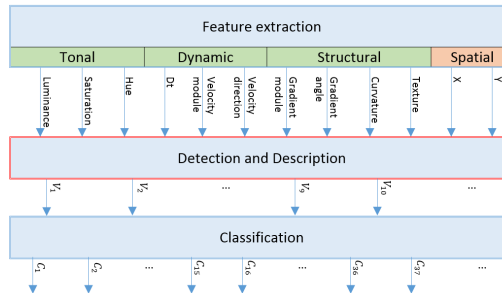 Feature extraction
Tonal Dynamic Structural Spatial
Luminance
Saturation
Hue
Dt
Velocity
module
Velocity
direction
Gradient
module
Gradient
angle
Curvature
Texture
X
Y
Detection and Description
V₁ V₂ ... V₉ V₁₀ ...
Classification
C₁ C₂ ... C₁₅ C₁₆ ... C₃₆ C₃₇ ...